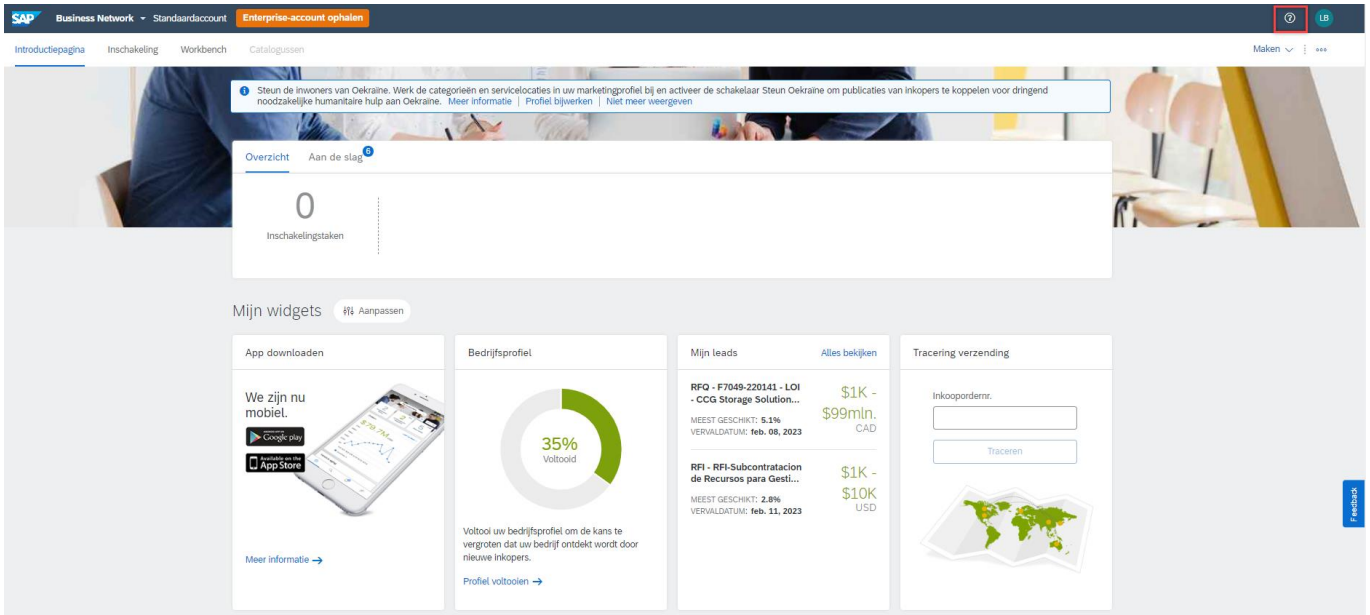 SAP Business Network Standaardaccount Enterprise-account ophalen LB
Introductiepagina Inschakeling Workbench Catalogussen Maken
Steun de inwoners van Oekraïne. Werk de categorieën en servicelocaties in uw marketingprofiel bij en activeer de schakelaar Steun Oekraïne om publicaties van inkopers te koppelen voor dringend
noodzakelijke humanitaire hulp aan Oekraïne. Meer informatie | Profiel bijwerken | Niet meer weergeven
Overzicht Aan de slag 6
0
Inschakelingstaken
Mijn widgets Aanpassen
App downloaden
We zijn nu
mobiel.
Google play
Available on the
App Store
Meer informatie →
Bedrijfsprofiel
35%
Voltooid
Voltooi uw bedrijfsprofiel om de kans te
vergroten dat uw bedrijf ontdekt wordt door
nieuwe inkopers.
Profiel voltooien →
Mijn leads Alles bekijken
RFQ - F7049-220141 - LOI
- CCG Storage Solution...
MEEST GESCHIKT: 5.1%
VERVALDATUM: feb. 08, 2023
$1K -
$99mln.
CAD
RFI - RFI-Subcontratacion
de Recursos para Gesti...
MEEST GESCHIKT: 2.8%
VERVALDATUM: feb. 11, 2023
$1K -
$10K
USD
Tracering verzending
Inkoopordernr.
Traceren
Feedback